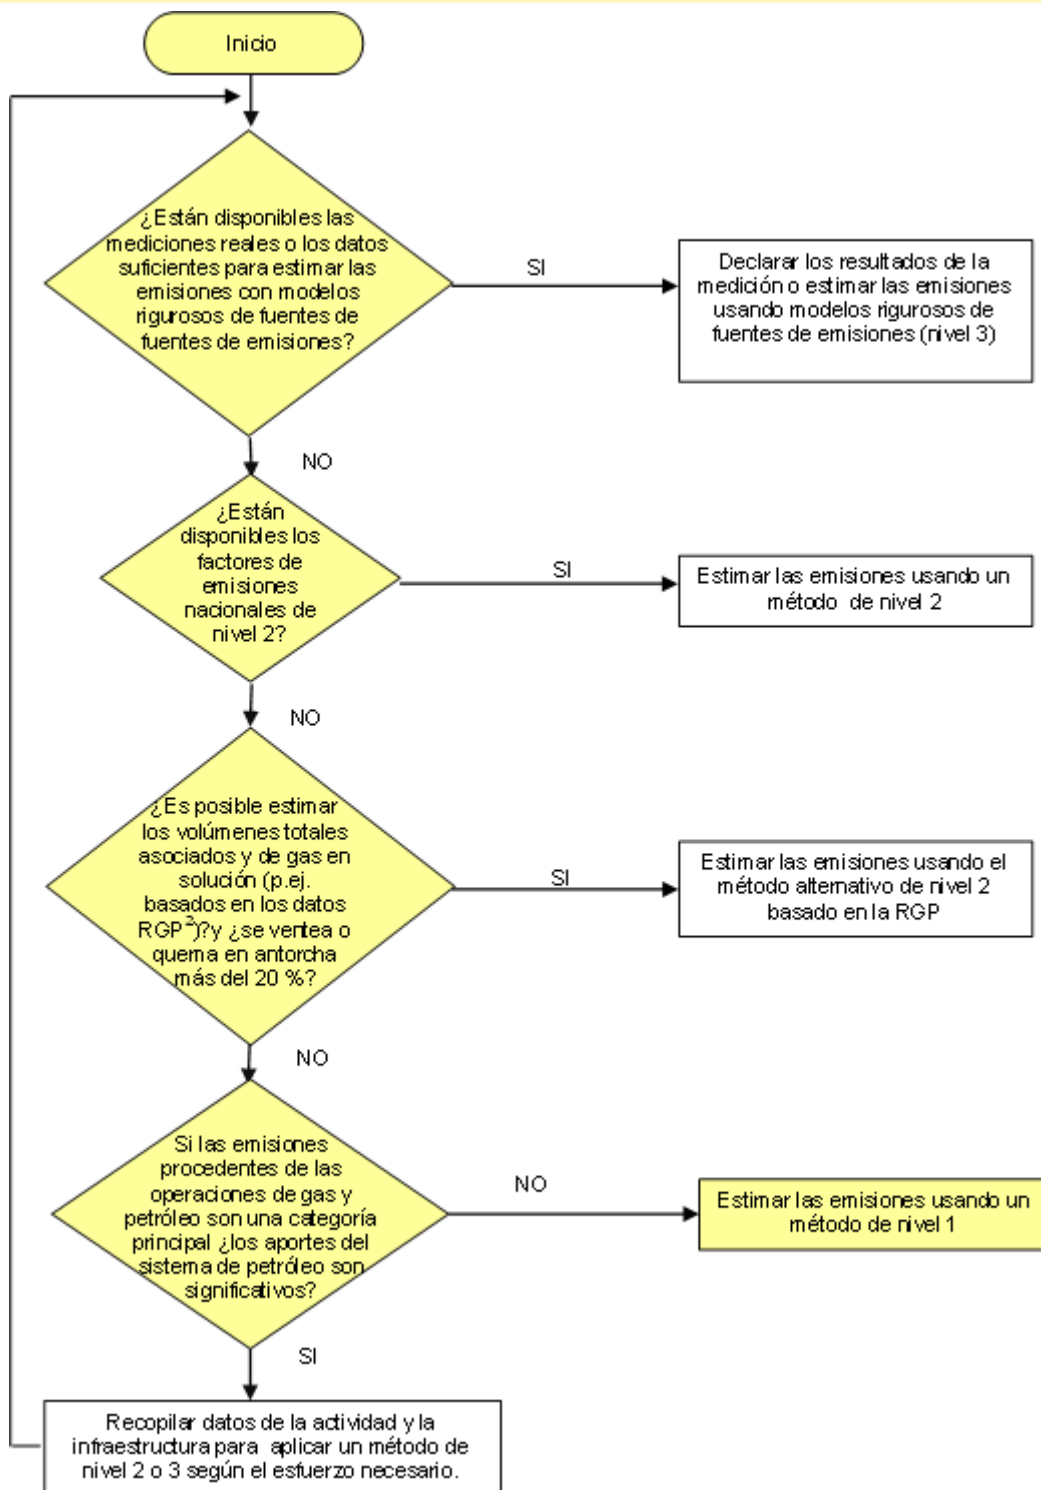 Inicio
¿Están disponibles las
mediciones reales o los datos
suficientes para estimar las
emisiones con modelos
rigurosos de fuentes de
fuentes de emisiones?
SI
Declarar los resultados de la
medición o estimar las emisiones
usando modelos rigurosos de
fuentes de emisiones (nivel 3)
NO
¿Están
disponibles los
factores de
emisiones
nacionales de
nivel 2?
SI
Estimar las emisiones usando un
método de nivel 2
NO
¿Es posible estimar
los volúmenes totales
asociados y de gas en
solución (p.ej.
basados en los datos
RGP²)?y ¿se ventea o
quema en antorcha
más del 20 %?
SI
Estimar las emisiones usando el
método alternativo de nivel 2
basado en la RGP
NO
Si las emisiones
procedentes de las
operaciones de gas y
petróleo son una categoría
principal ¿los aportes del
sistema de petróleo son
significativos?
NO
Estimar las emisiones usando un
método de nivel 1
SI
Recopilar datos de la actividad y la
infraestructura para aplicar un método de
nivel 2 o 3 según el esfuerzo necesario.